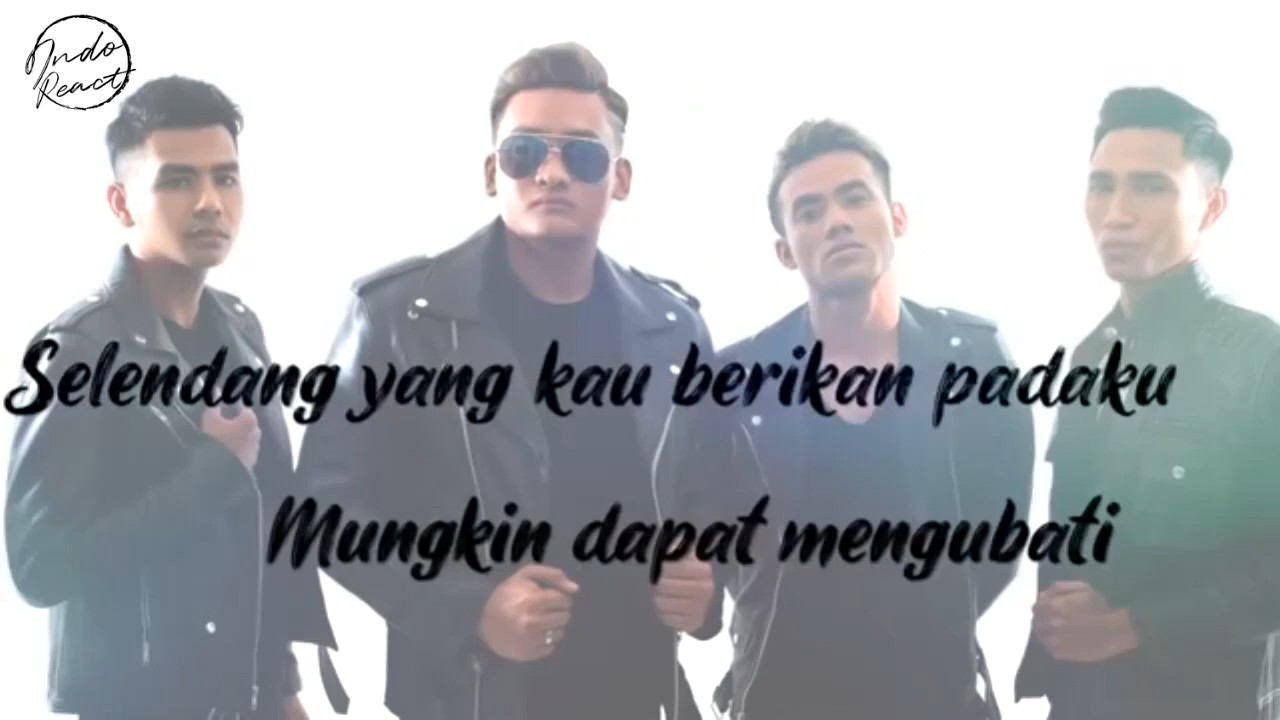 Indo
React
Selendang yang kau berikan padaku
Mungkin dapat mengubati